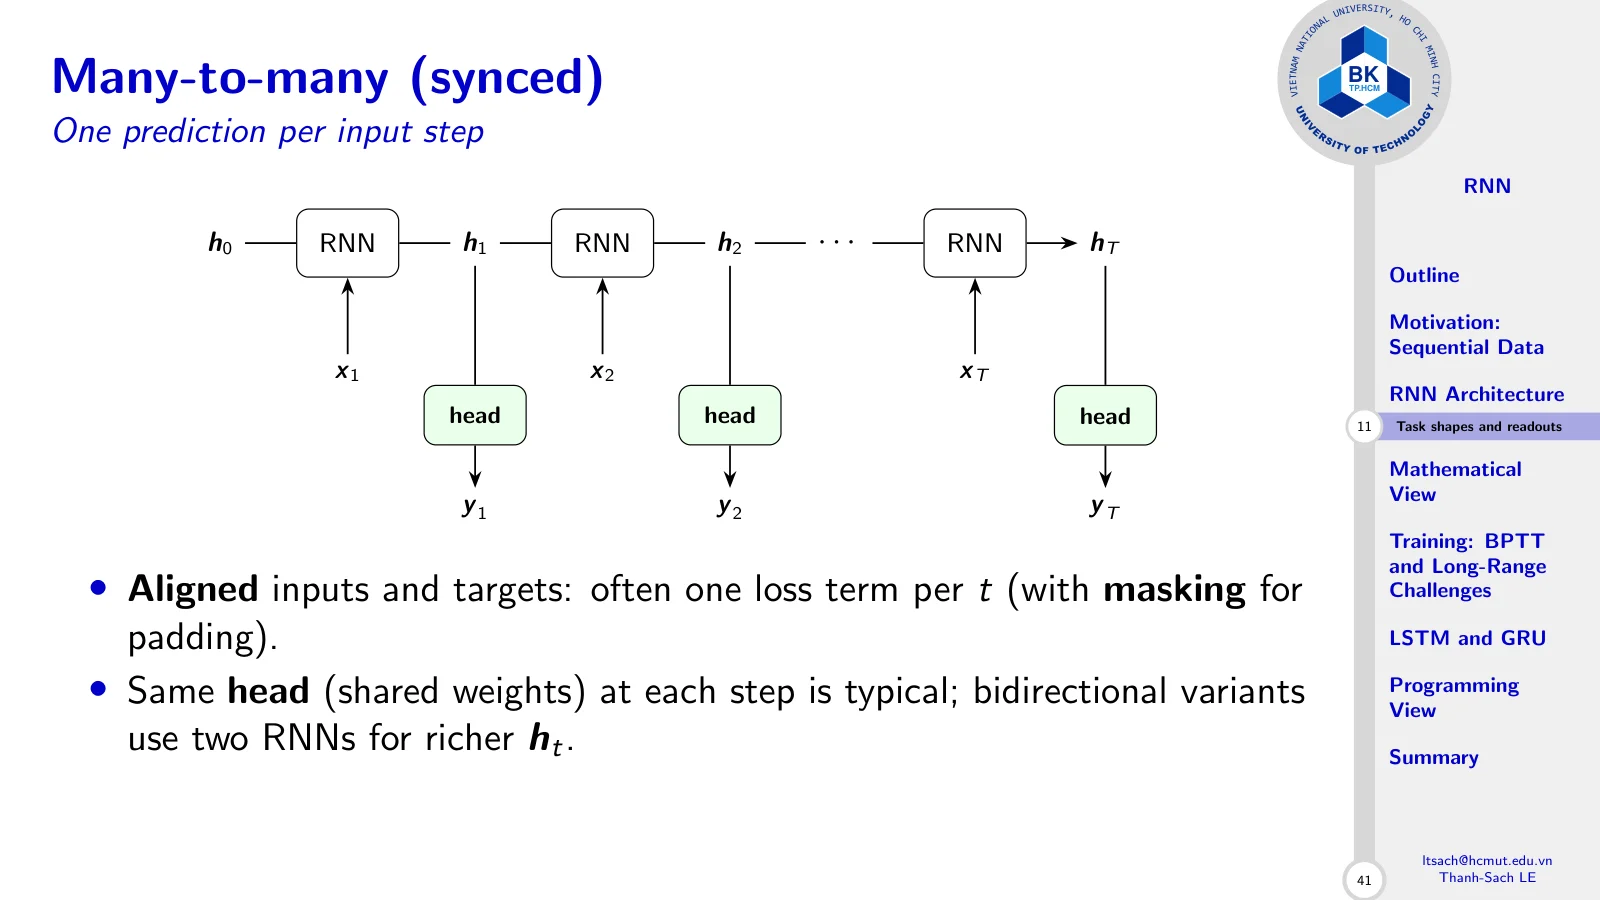 Many-to-many (synced)
One prediction per input step
h0 RNN h1 RNN h2 ··· RNN hT
x1 x2 xT
head head head
y1 y2 yT
• Aligned inputs and targets: often one loss term per t (with masking for
padding).
• Same head (shared weights) at each step is typical; bidirectional variants
use two RNNs for richer ht.
VIETNAM NATIONAL UNIVERSITY, HO CHI MINH CITY
BK
TP.HCM
UNIVERSITY OF TECHNOLOGY
RNN
Outline
Motivation:
Sequential Data
RNN Architecture
11 Task shapes and readouts
Mathematical
View
Training: BPTT
and Long-Range
Challenges
LSTM and GRU
Programming
View
Summary
ltsach@hcmut.edu.vn
Thanh-Sach LE
41